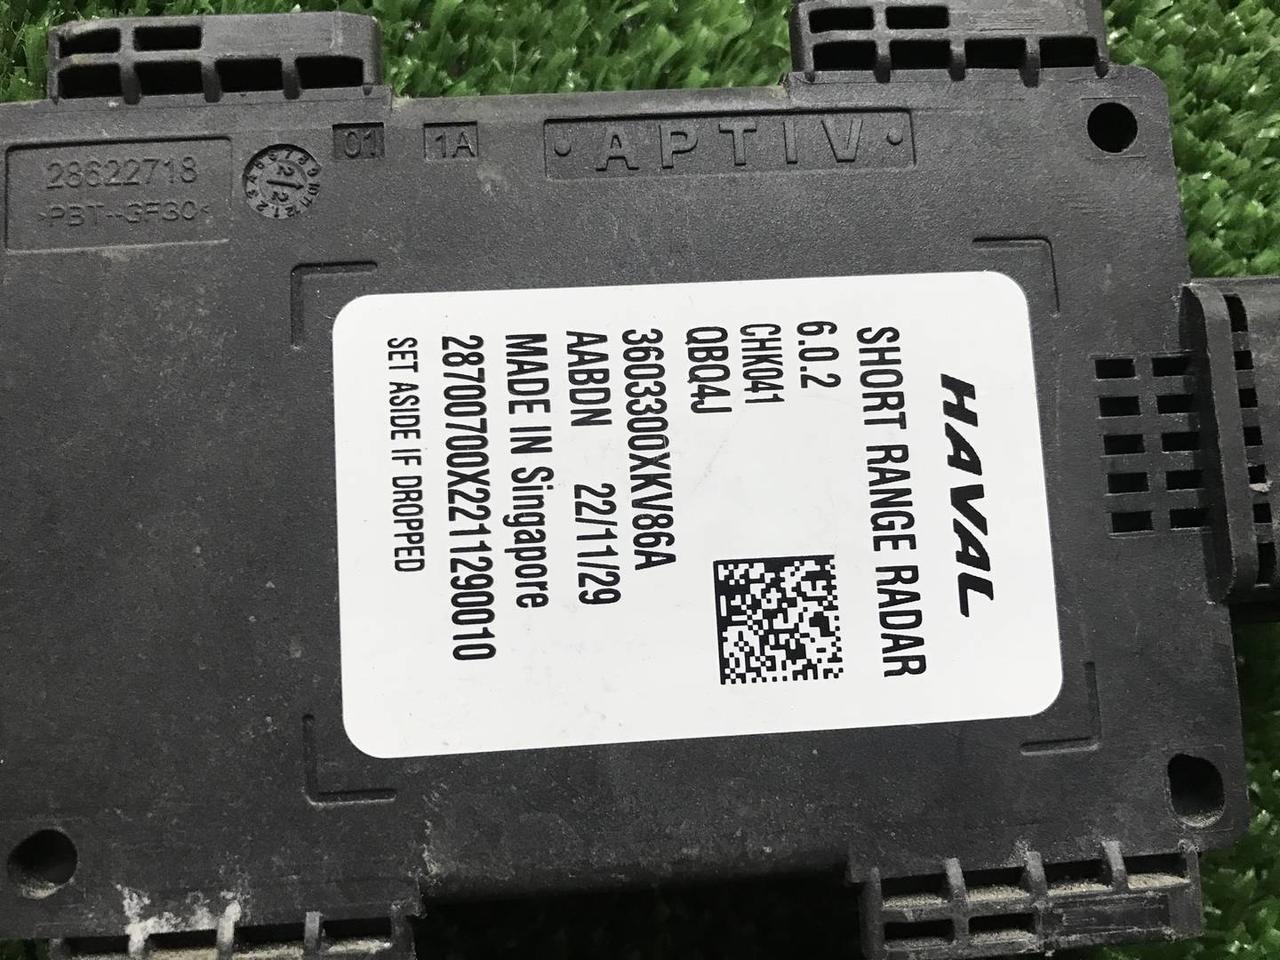 28622718
>PBT-GF30<
01
1A
APTIV
HAVAL
SHORT RANGE RADAR
6.0.2
CHK041
QBQ4J
3603300XKV86A
AABDN 22/11/29
MADE IN Singapore
28700700X22112900010
SET ASIDE IF DROPPED